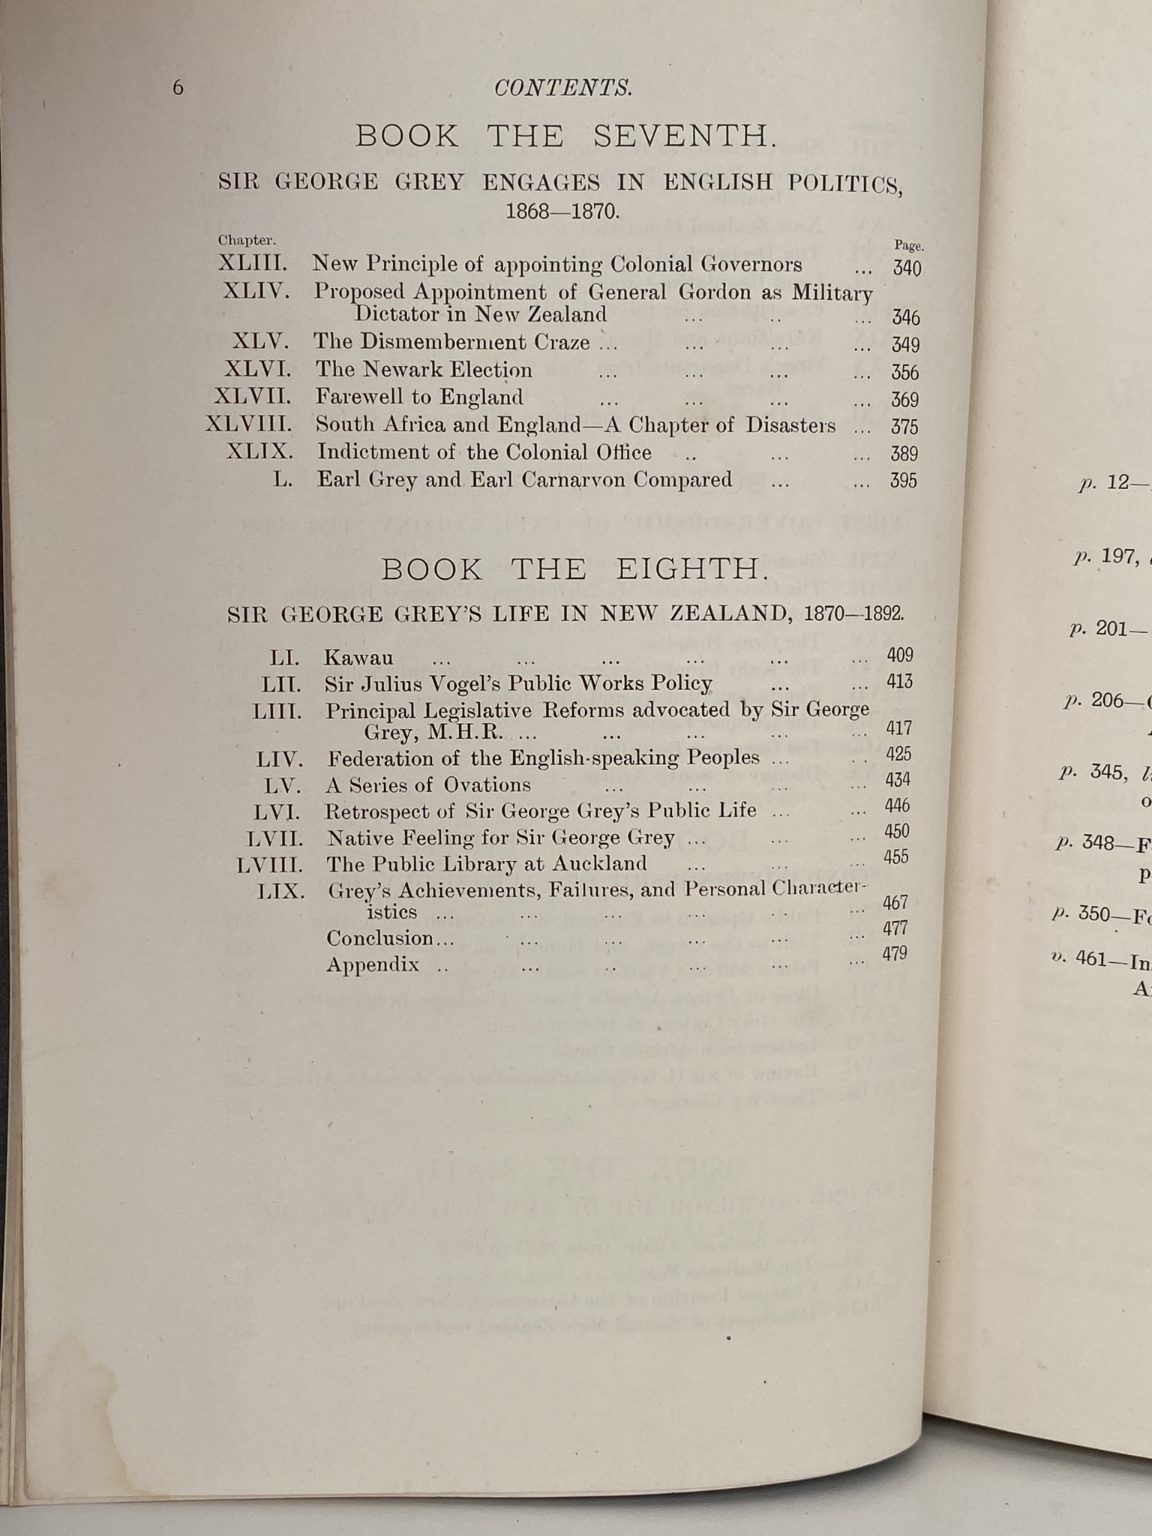 6 CONTENTS.
BOOK THE SEVENTH.
SIR GEORGE GREY ENGAGES IN ENGLISH POLITICS,
1868—1870.
Chapter. Page.
XLIII. New Principle of appointing Colonial Governors ... 340
XLIV. Proposed Appointment of General Gordon as Military
Dictator in New Zealand ... .. ... 346
XLV. The Dismemberment Craze ... ... ... ... 349
XLVI. The Newark Election ... ... ... ... 356
XLVII. Farewell to England ... ... ... ... 369
XLVIII. South Africa and England—A Chapter of Disasters ... 375
XLIX. Indictment of the Colonial Office .. ... ... 389
L. Earl Grey and Earl Carnarvon Compared ... ... 395
BOOK THE EIGHTH.
SIR GEORGE GREY'S LIFE IN NEW ZEALAND, 1870—1892.
LI. Kawau ... ... ... ... ... ... 409
LII. Sir Julius Vogel's Public Works Policy ... ... 413
LIII. Principal Legislative Reforms advocated by Sir George
Grey, M.H.R. ... ... ... ... ... 417
LIV. Federation of the English-speaking Peoples ... . . 425
LV. A Series of Ovations ... ... ... ... 434
LVI. Retrospect of Sir George Grey's Public Life ... ... 446
LVII. Native Feeling for Sir George Grey ... ... ... 450
LVIII. The Public Library at Auckland ... ... ... 455
LIX. Grey's Achievements, Failures, and Personal Character-
istics ... ... ... ... ... ... 467
Conclusion... ... ... ... ... ... 477
Appendix .. ... .. ... ... ... 479
p. 12—
p. 197,
p. 201—
p. 206—
p. 345,
p. 348—
p. 350—
p. 461—In